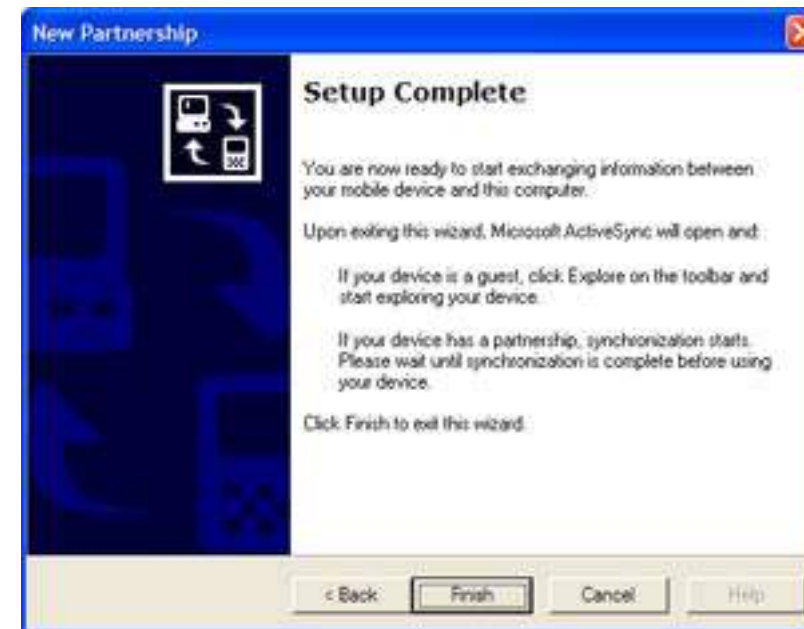 New Partnership
Setup Complete
You are now ready to start exchanging information between
your mobile device and this computer.
Upon exiting this wizard, Microsoft ActiveSync will open and:
If your device is a guest, click Explore on the toolbar and
start exploring your device.
If your device has a partnership, synchronization starts.
Please wait until synchronization is complete before using
your device.
Click Finish to exit this wizard.
< Back Finish Cancel Help